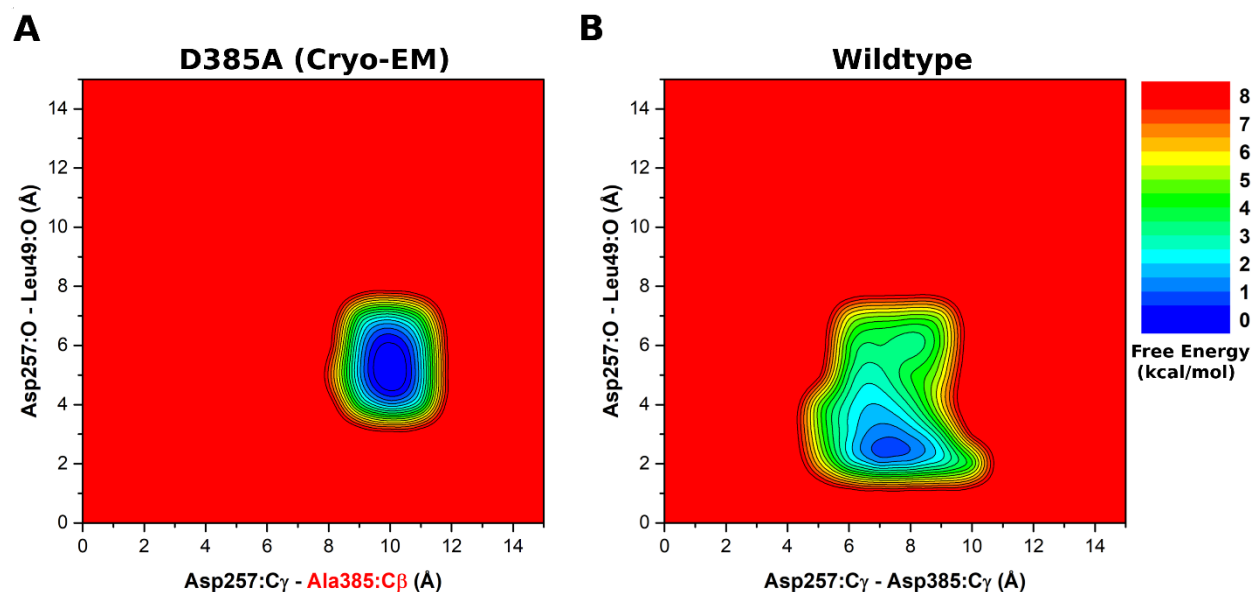 A
B
D385A (Cryo-EM)
Wildtype
Asp257:O - Leu49:O (Å)
14
12
10
8
6
4
2
0
0 2 4 6 8 10 12 14
Asp257:Cγ - Ala385:Cβ (Å)
Asp257:O - Leu49:O (Å)
14
12
10
8
6
4
2
0
0 2 4 6 8 10 12 14
Asp257:Cγ - Asp385:Cγ (Å)
8
7
6
5
4
3
2
1
0
Free Energy
(kcal/mol)